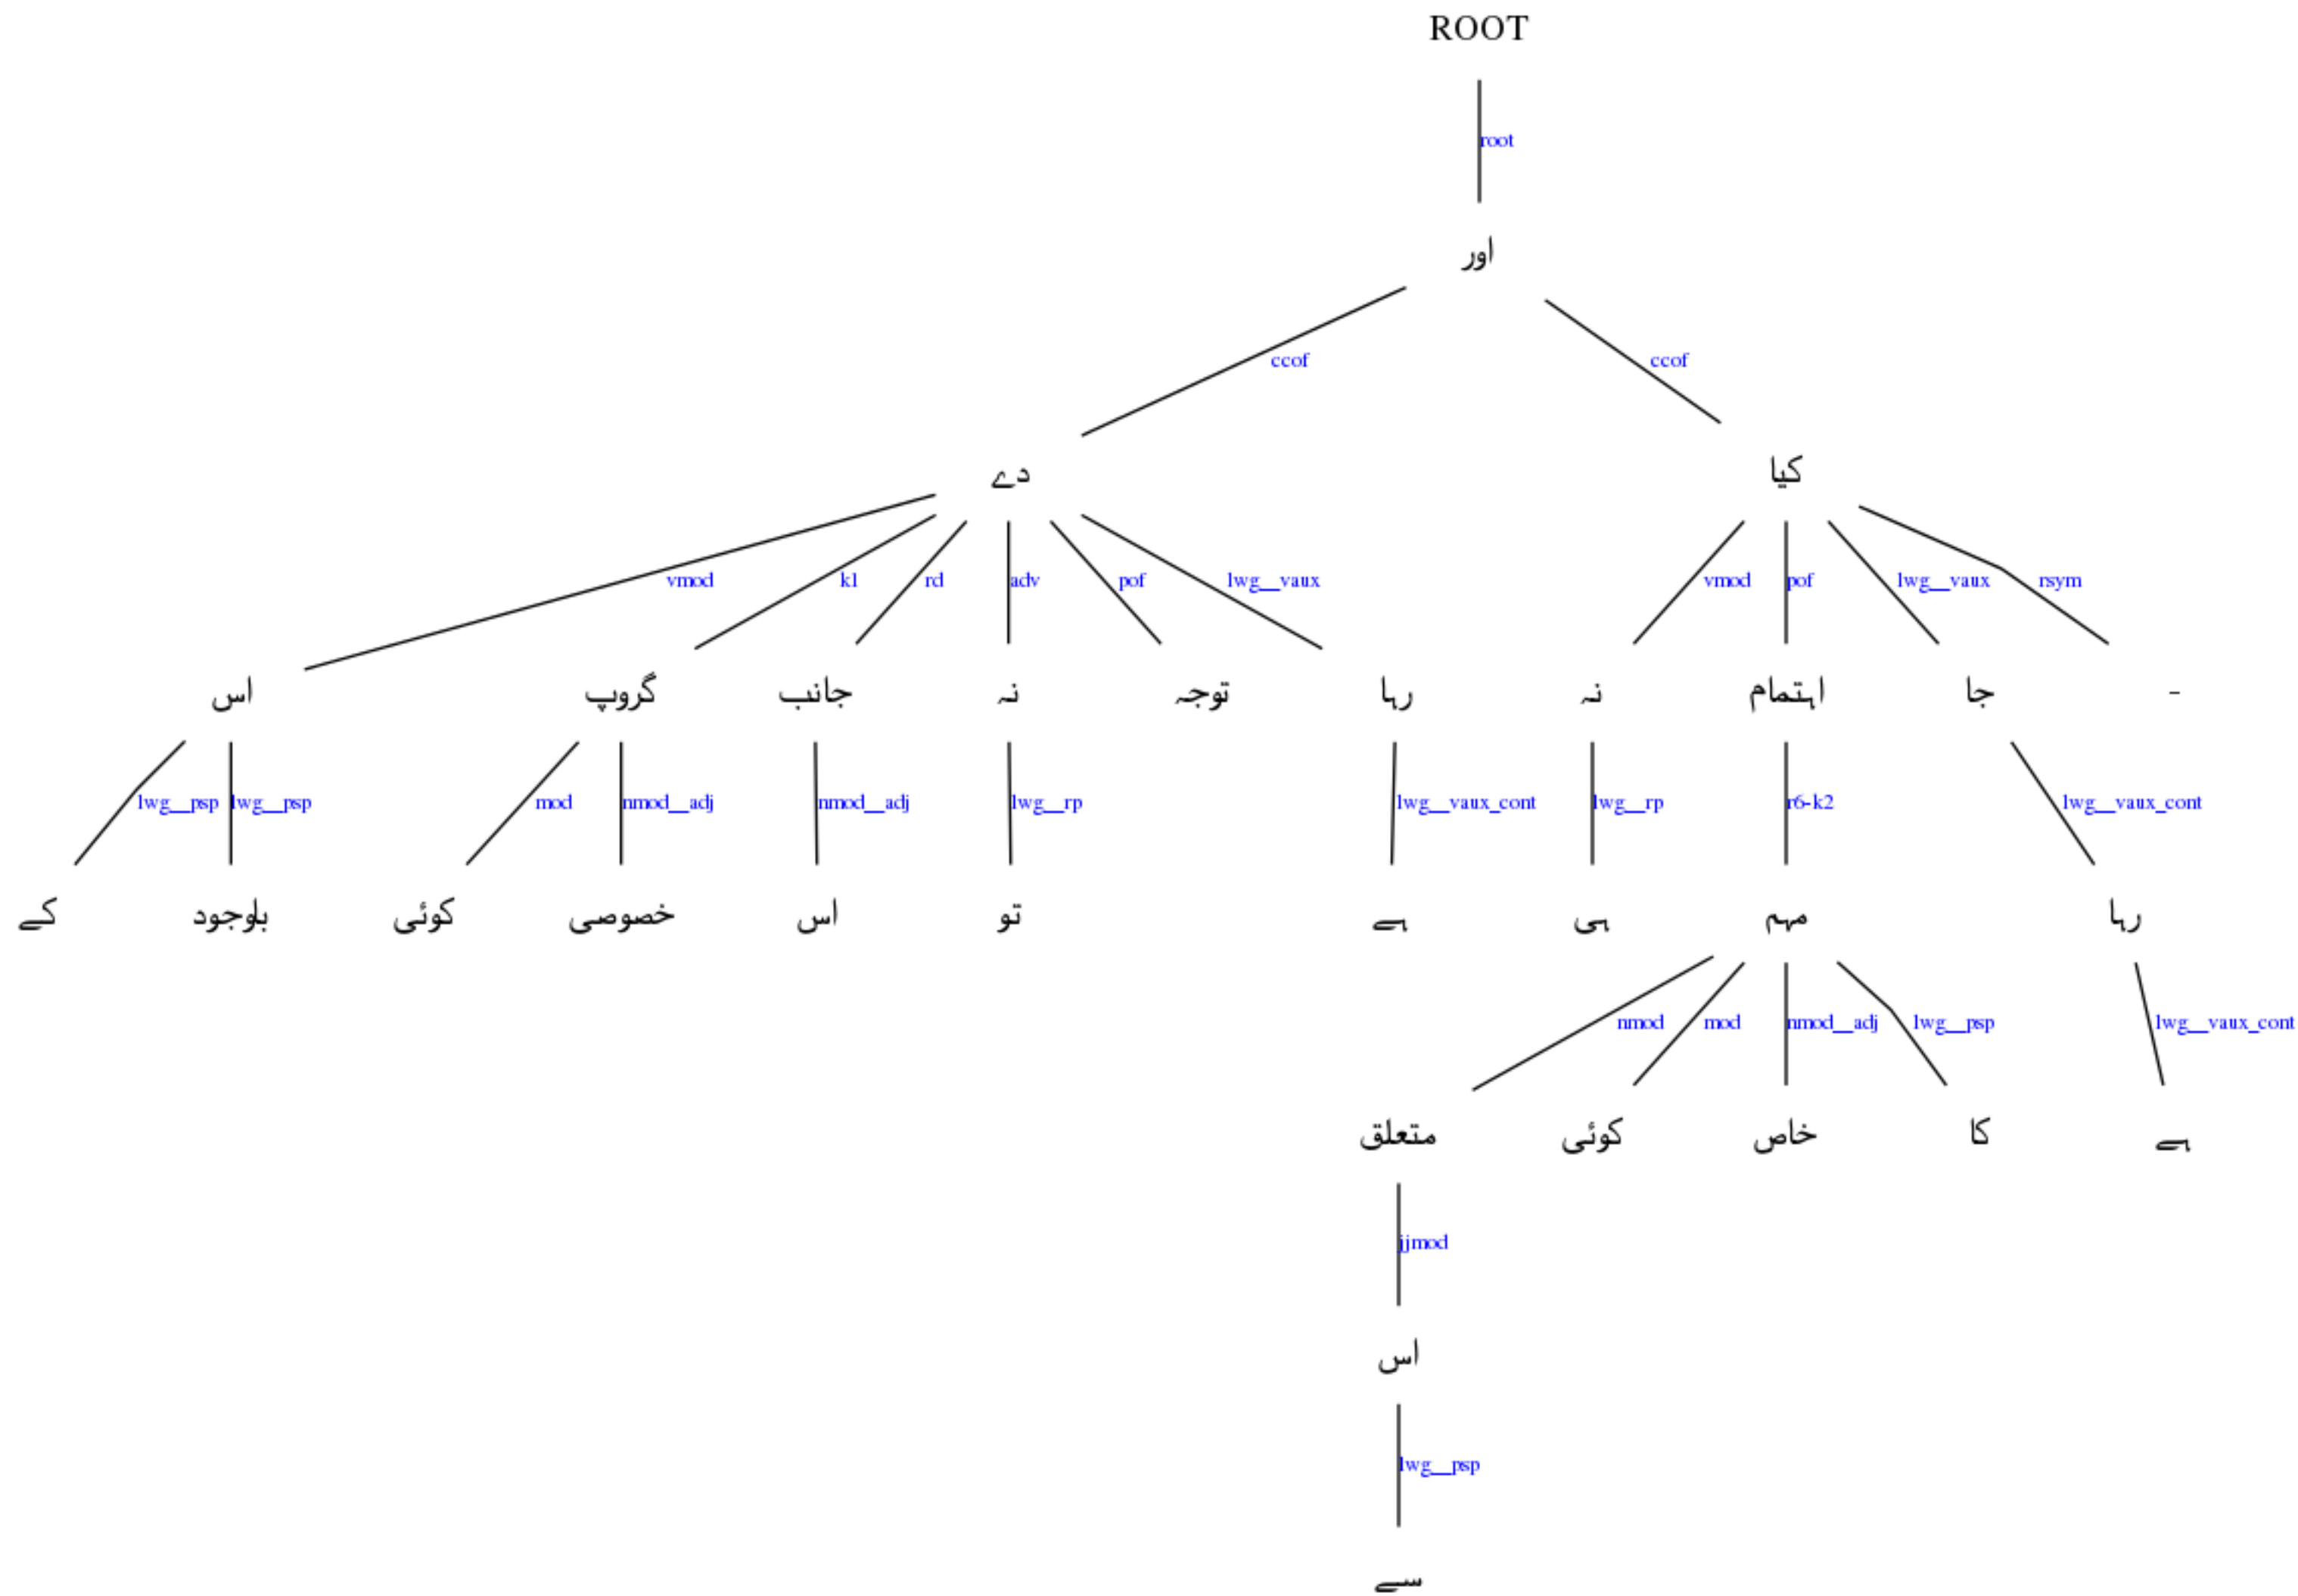 ROOT
root
اور
ccof ccof
دے کیا
vmod k1 rd adv pof lwg__vaux vmod pof lwg__vaux rsym
اس گروپ جانب نہ توجہ رہا نہ اہتمام جا -
lwg__psp lwg__psp mod nmod__adj nmod__adj lwg__rp lwg__vaux_cont lwg__rp r6-k2 lwg__vaux_cont
کے باوجود کوئی خصوصی اس تو ہے ہی مہم رہا
nmod mod nmod__adj lwg__psp lwg__vaux_cont
متعلق کوئی خاص کا ہے
jjmod
اس
lwg__psp
سے